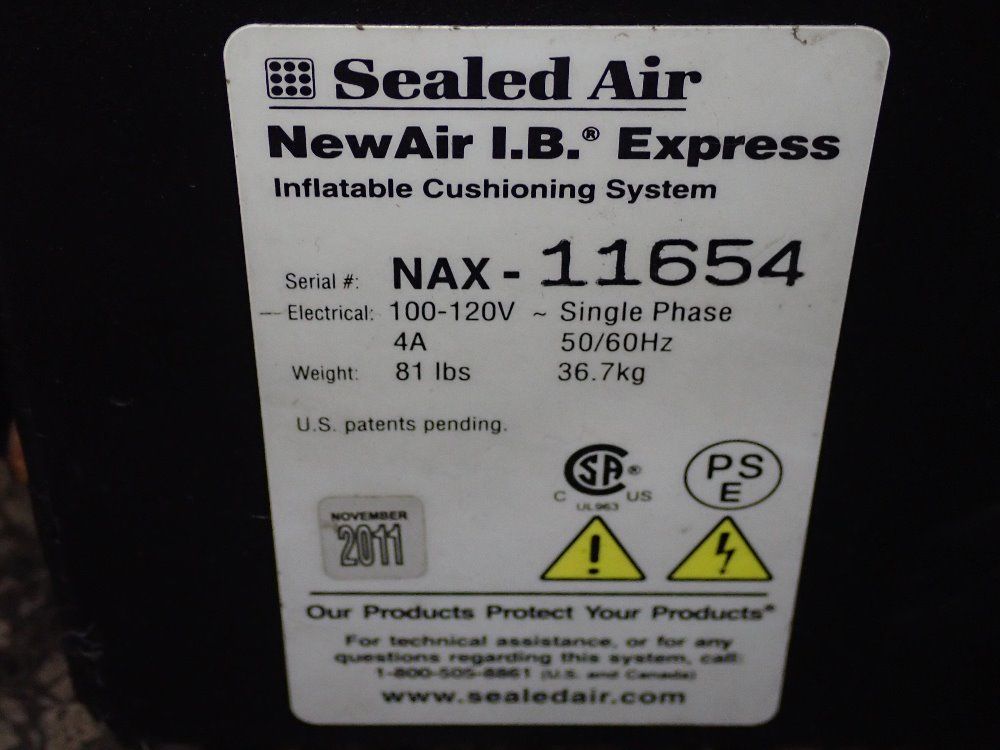 Sealed Air
NewAir I.B.® Express
Inflatable Cushioning System
Serial #: NAX - 11654
Electrical: 100-120V ~ Single Phase
4A 50/60Hz
Weight: 81 lbs 36.7kg
U.S. patents pending.
SA®
C US
UL963
PS
E
NOVEMBER
2011
Our Products Protect Your Products®
For technical assistance, or for any
questions regarding this system, call:
1-800-505-8861 (U.S. and Canada)
www.sealedair.com